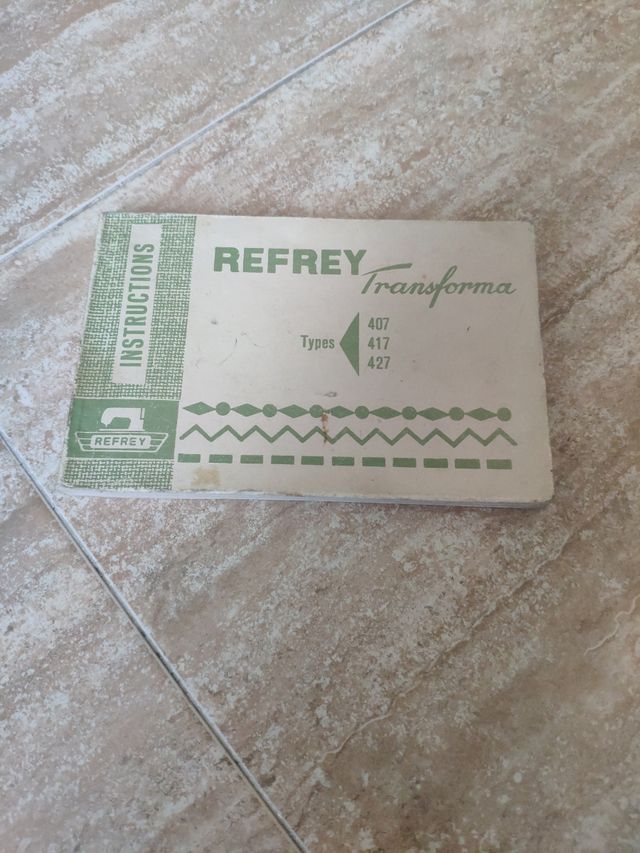 INSTRUCTIONS
REFREY
Transforma
Types
407
417
427
REFREY